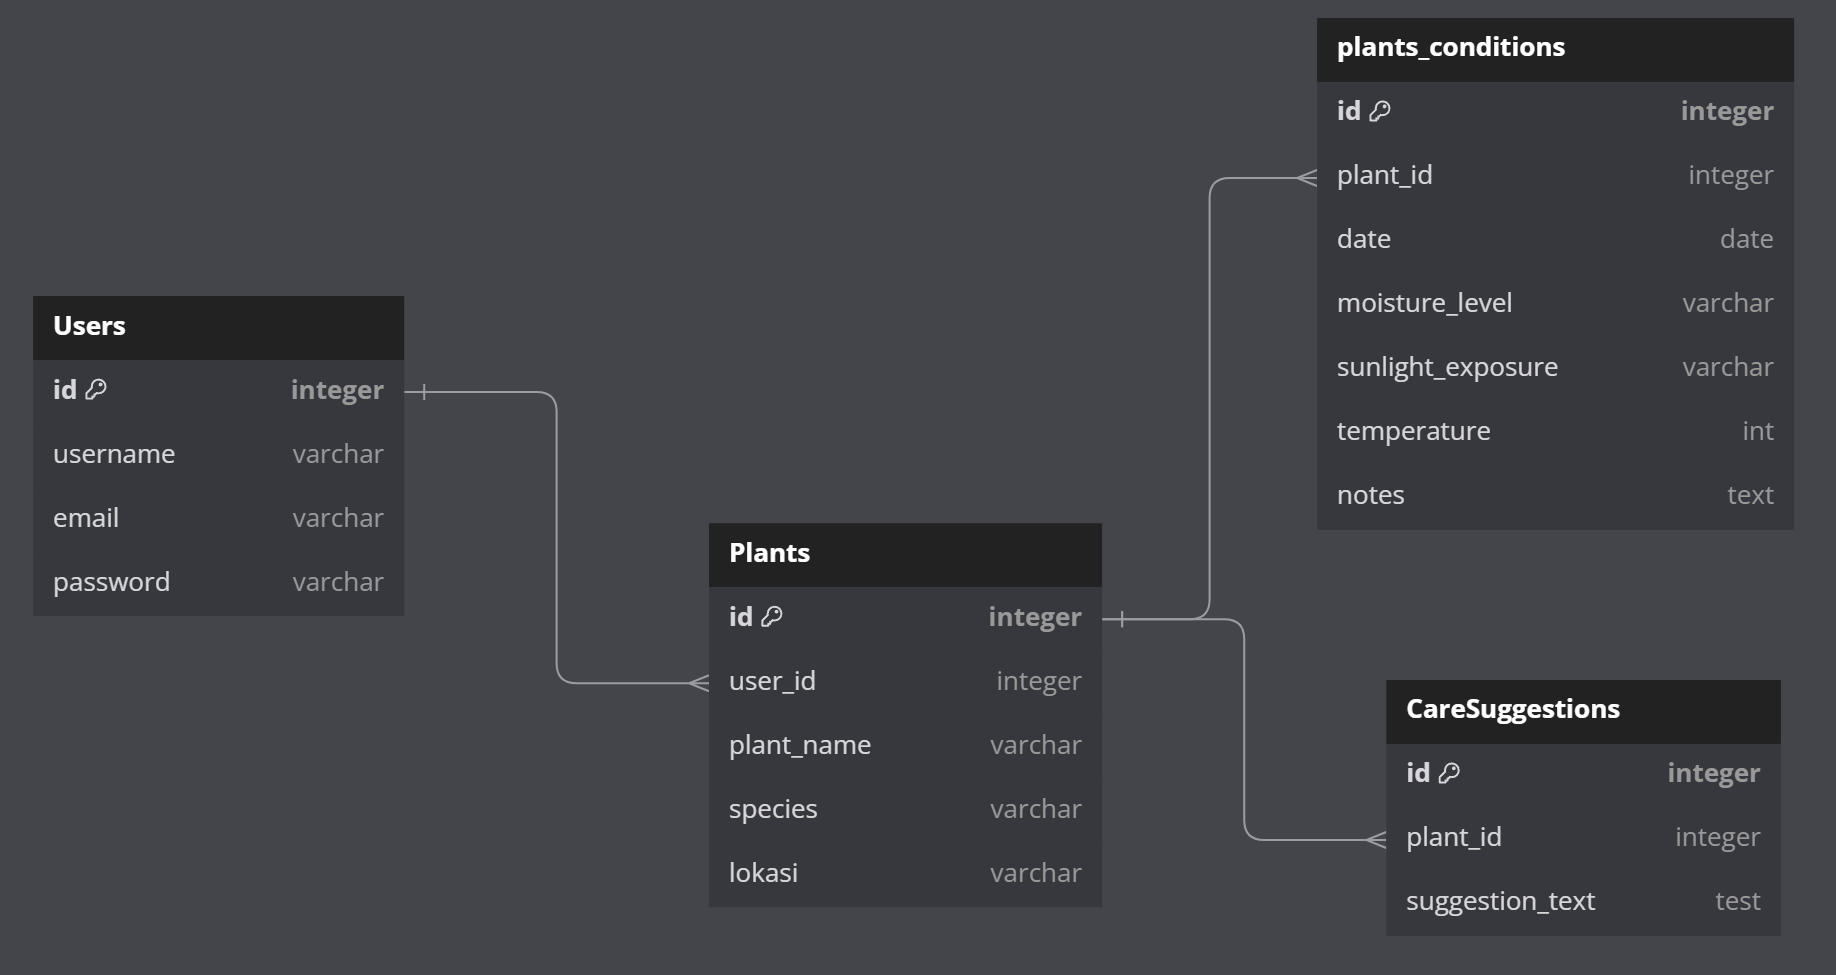 Users
id integer
username varchar
email varchar
password varchar
Plants
id integer
user_id integer
plant_name varchar
species varchar
lokasi varchar
plants_conditions
id integer
plant_id integer
date date
moisture_level varchar
sunlight_exposure varchar
temperature int
notes text
CareSuggestions
id integer
plant_id integer
suggestion_text test